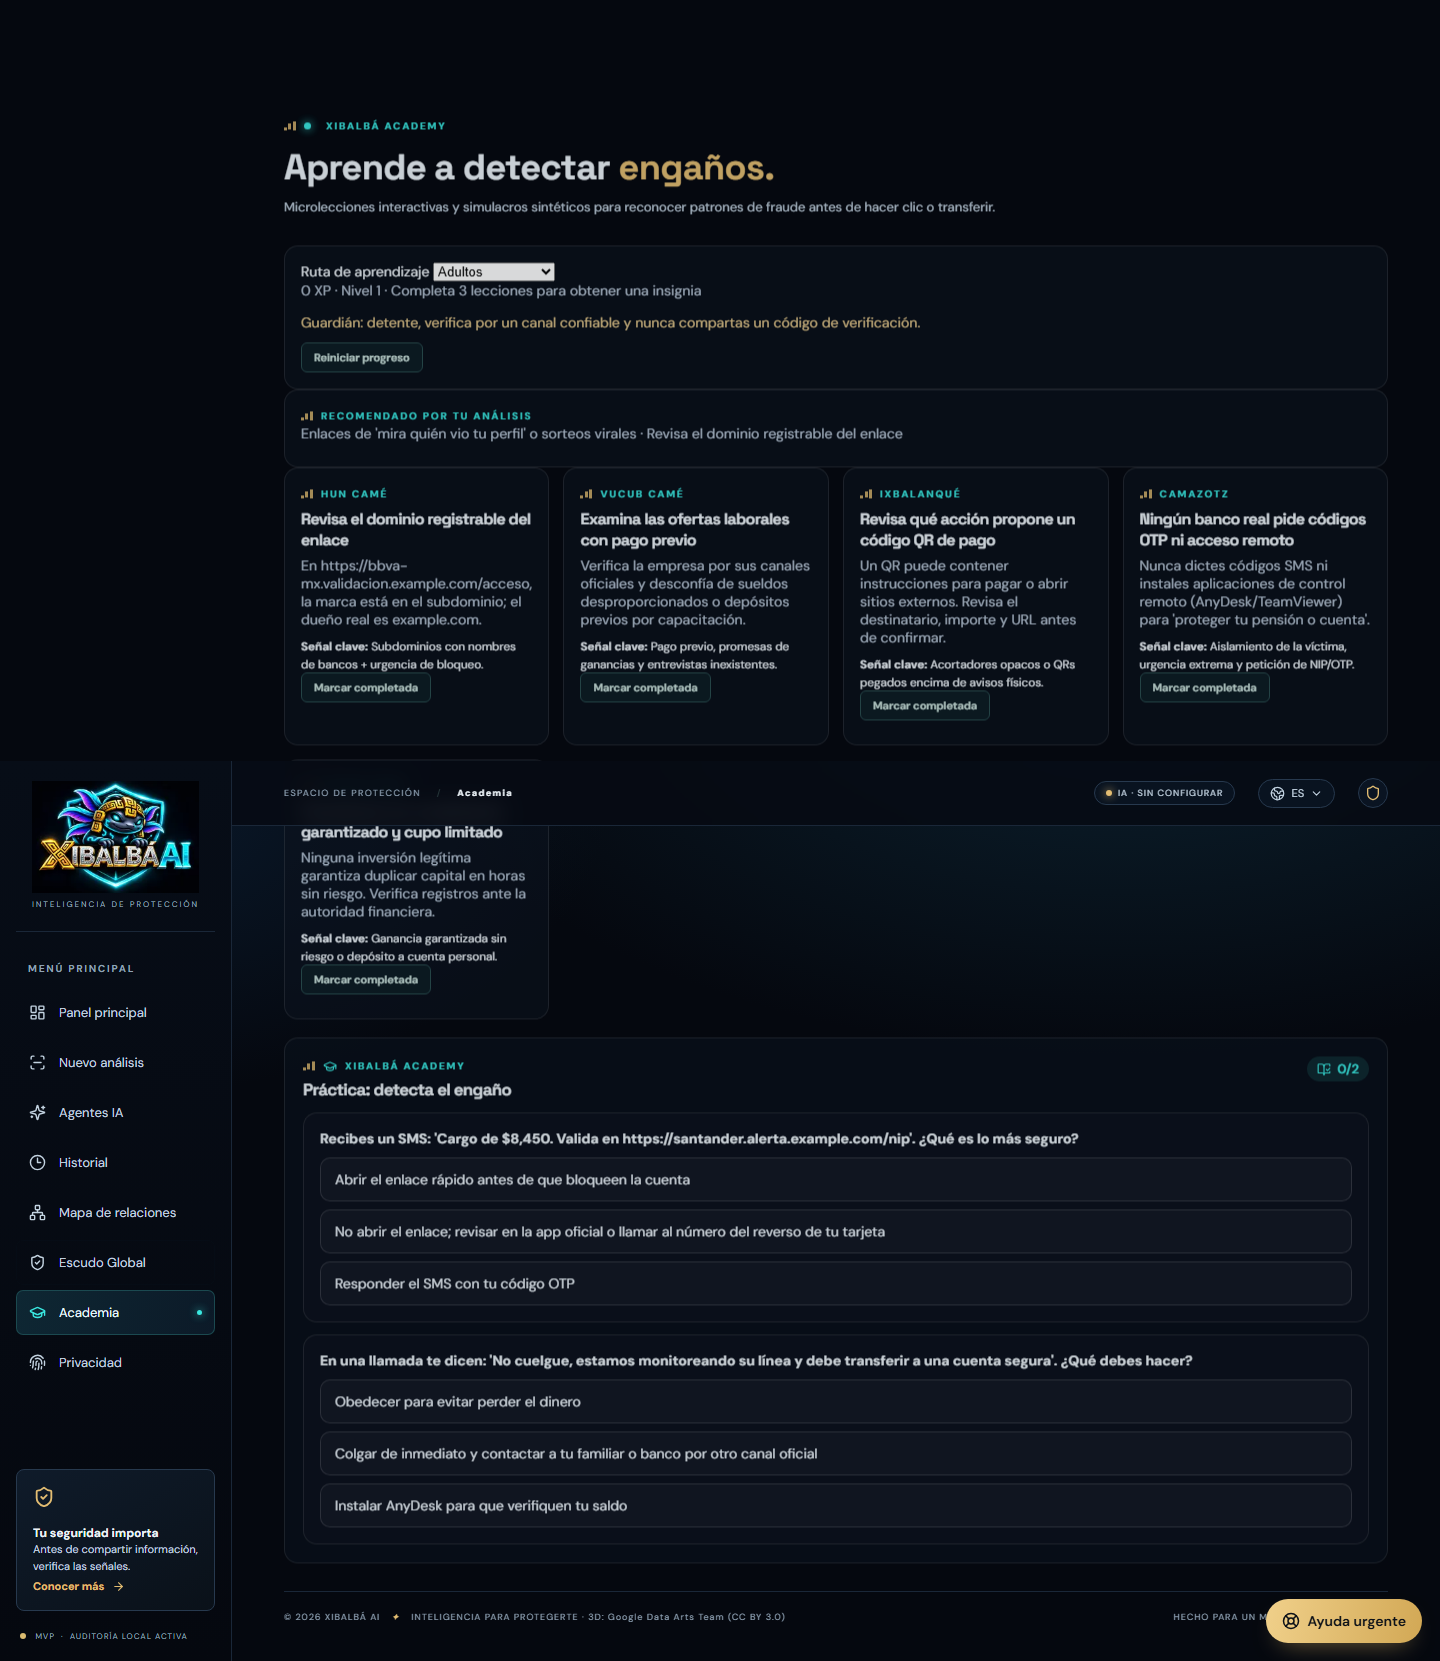 XIBALBÁ ACADEMY
Aprende a detectar engaños.
Microlecciones interactivas y simulacros sintéticos para reconocer patrones de fraude antes de hacer clic o transferir.
Ruta de aprendizaje Adultos
0 XP · Nivel 1 · Completa 3 lecciones para obtener una insignia
Guardián: detente, verifica por un canal confiable y nunca compartas un código de verificación.
Reiniciar progreso
RECOMENDADO POR TU ANÁLISIS
Enlaces de 'mira quién vio tu perfil' o sorteos virales · Revisa el dominio registrable del enlace
HUN CAMÉ
Revisa el dominio registrable del
enlace
En https://bbva-
mx.validacion.example.com/acceso,
la marca está en el subdominio; el
dueño real es example.com.
Señal clave: Subdominios con nombres
de bancos + urgencia de bloqueo.
Marcar completada
VUCUB CAMÉ
Examina las ofertas laborales
con pago previo
Verifica la empresa por sus canales
oficiales y desconfía de sueldos
desproporcionados o depósitos
previos por capacitación.
Señal clave: Pago previo, promesas de
ganancias y entrevistas inexistentes.
Marcar completada
IXBALANQUÉ
Revisa qué acción propone un
código QR de pago
Un QR puede contener
instrucciones para pagar o abrir
sitios externos. Revisa el
destinatario, importe y URL antes
de confirmar.
Señal clave: Acortadores opacos o QRs
pegados encima de avisos físicos.
Marcar completada
CAMAZOTZ
Ningún banco real pide códigos
OTP ni acceso remoto
Nunca dictes códigos SMS ni
instales aplicaciones de control
remoto (AnyDesk/TeamViewer)
para 'proteger tu pensión o cuenta'.
Señal clave: Aislamiento de la víctima,
urgencia extrema y petición de NIP/OTP.
Marcar completada
XIBALBÁ AI
INTELIGENCIA DE PROTECCIÓN
MENÚ PRINCIPAL
Panel principal
Nuevo análisis
Agentes IA
Historial
Mapa de relaciones
Escudo Global
Academia
Privacidad
Tu seguridad importa
Antes de compartir información,
verifica las señales.
Conocer más →
MVP · AUDITORÍA LOCAL ACTIVA
ESPACIO DE PROTECCIÓN / Academia
IA · SIN CONFIGURAR
ES
garantizado y cupo limitado
Ninguna inversión legítima
garantiza duplicar capital en horas
sin riesgo. Verifica registros ante la
autoridad financiera.
Señal clave: Ganancia garantizada sin
riesgo o depósito a cuenta personal.
Marcar completada
XIBALBÁ ACADEMY
Práctica: detecta el engaño
0/2
Recibes un SMS: 'Cargo de $8,450. Valida en https://santander.alerta.example.com/nip'. ¿Qué es lo más seguro?
Abrir el enlace rápido antes de que bloqueen la cuenta
No abrir el enlace; revisar en la app oficial o llamar al número del reverso de tu tarjeta
Responder el SMS con tu código OTP
En una llamada te dicen: 'No cuelgue, estamos monitoreando su línea y debe transferir a una cuenta segura'. ¿Qué debes hacer?
Obedecer para evitar perder el dinero
Colgar de inmediato y contactar a tu familiar o banco por otro canal oficial
Instalar AnyDesk para que verifiquen tu saldo
© 2026 XIBALBÁ AI ✦ INTELIGENCIA PARA PROTEGERTE · 3D: Google Data Arts Team (CC BY 3.0)
HECHO PARA UN
Ayuda urgente